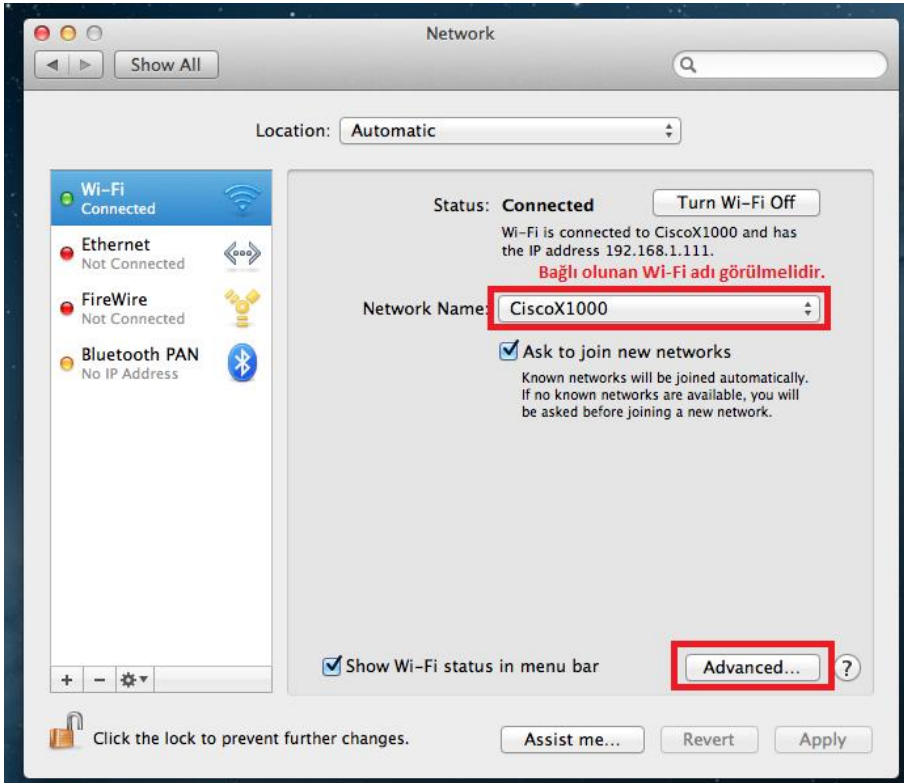 Network
Show All
Location: Automatic
Wi-Fi
Connected
Ethernet
Not Connected
FireWire
Not Connected
Bluetooth PAN
No IP Address
Status: Connected
Turn Wi-Fi Off
Wi-Fi is connected to CiscoX1000 and has
the IP address 192.168.1.111.
Bağlı olunan Wi-Fi adı görülmelidir.
Network Name: CiscoX1000
Ask to join new networks
Known networks will be joined automatically.
If no known networks are available, you will
be asked before joining a new network.
Show Wi-Fi status in menu bar
Advanced...
?
Click the lock to prevent further changes.
Assist me...
Revert
Apply